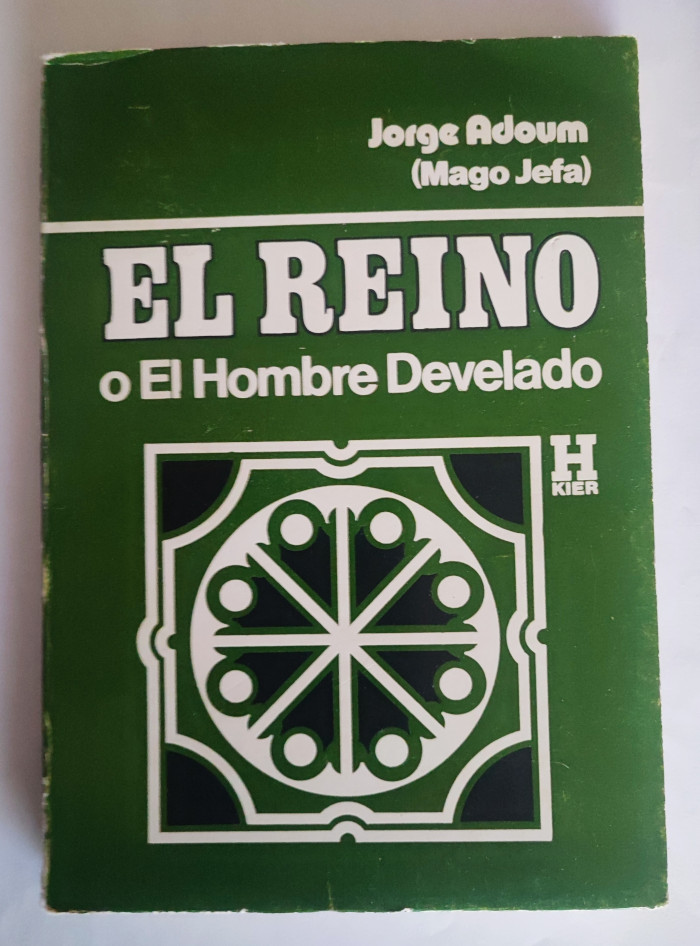 Jorge Adoum
(Mago Jefa)
EL REINO
o El Hombre Develado
H
KIER